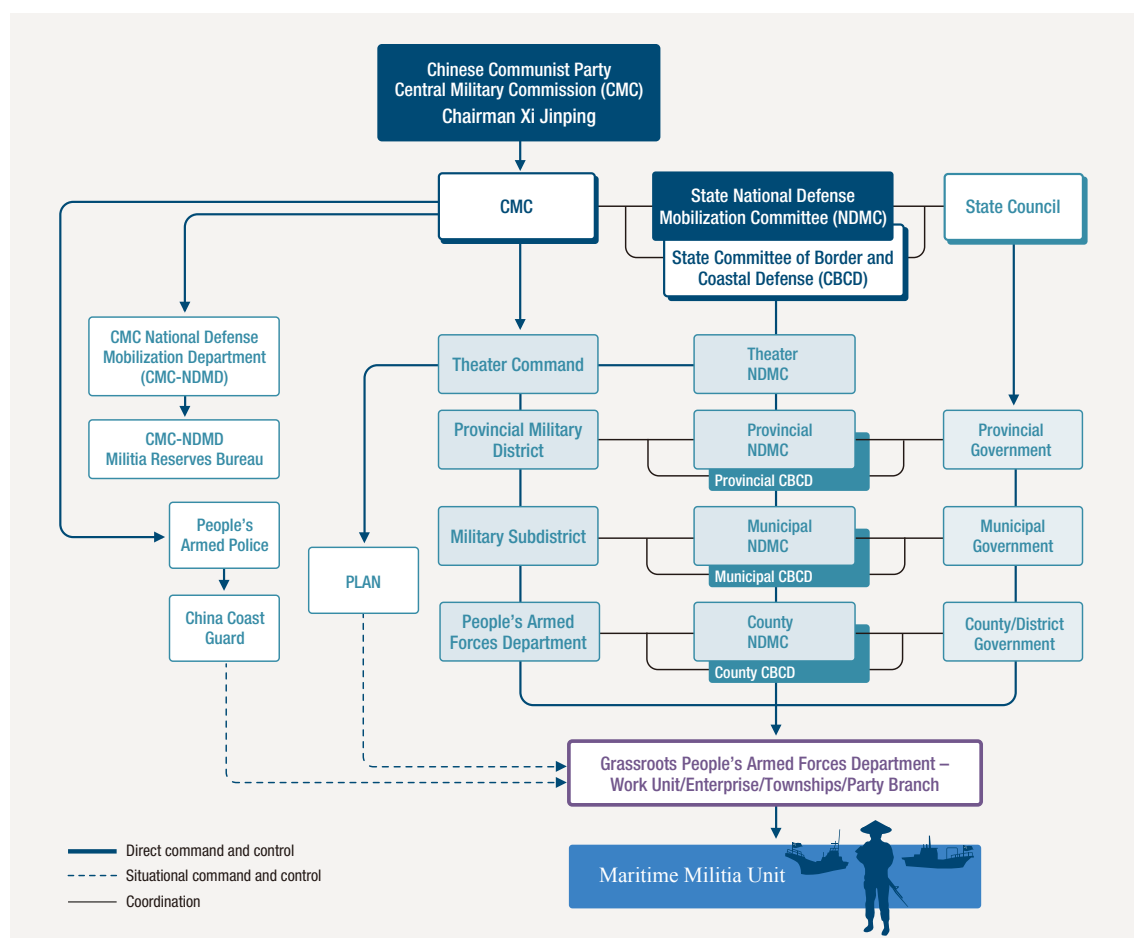 Chinese Communist Party
Central Military Commission (CMC)
Chairman Xi Jinping
CMC
State National Defense
Mobilization Committee (NDMC)
State Committee of Border and
Coastal Defense (CBCD)
State Council
CMC National Defense
Mobilization Department
(CMC-NDMD)
CMC-NDMD
Militia Reserves Bureau
People's
Armed Police
China Coast
Guard
PLAN
Theater Command
Theater
NDMC
Provincial Military
District
Provincial
NDMC
Provincial CBCD
Provincial
Government
Military Subdistrict
Municipal
NDMC
Municipal CBCD
Municipal
Government
People's Armed
Forces Department
County
NDMC
County CBCD
County/District
Government
Grassroots People's Armed Forces Department –
Work Unit/Enterprise/Townships/Party Branch
Maritime Militia Unit
Direct command and control
Situational command and control
Coordination